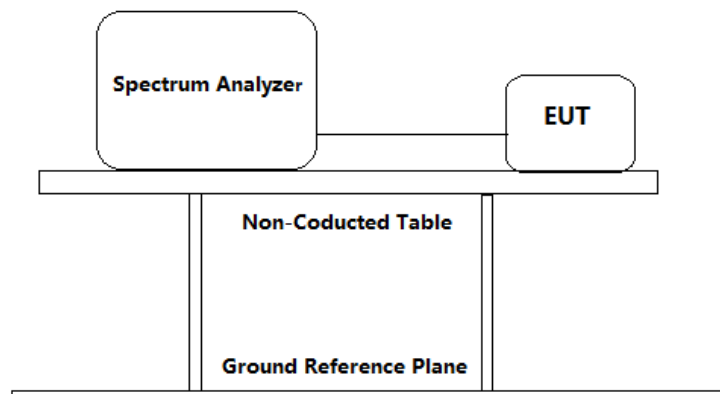 Spectrum Analyzer
EUT
Non-Coducted Table
Ground Reference Plane